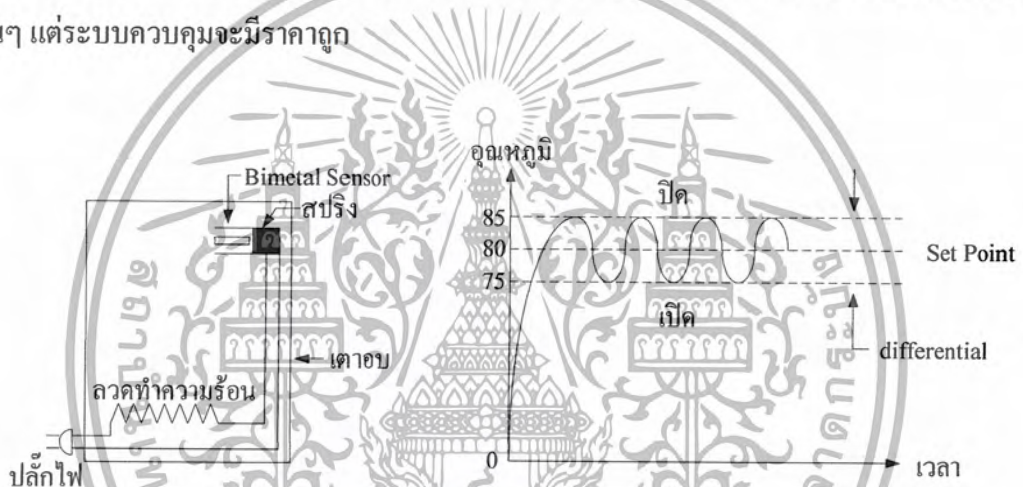 นๆ แต่ระบบควบคุมจะมีราคาถูก
Bimetal Sensor
สปริง
เตาอบ
ลวดทำความร้อน
ปลั๊กไฟ
อุณหภูมิ
ปิด
85
80
75
Set Point
เปิด
differential
0
เวลา